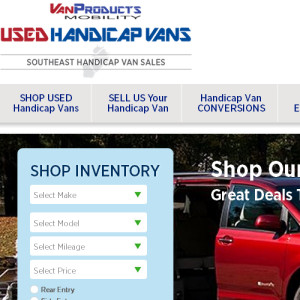 VanProducts
MOBILITY
USED HANDICAP VANS
SOUTHEAST HANDICAP VAN SALES
SHOP USED
Handicap Vans
SELL US Your
Handicap Van
Handicap Van
CONVERSIONS
SHOP INVENTORY
Select Make
Select Model
Select Mileage
Select Price
Rear Entry
Shop Our
Great Deals